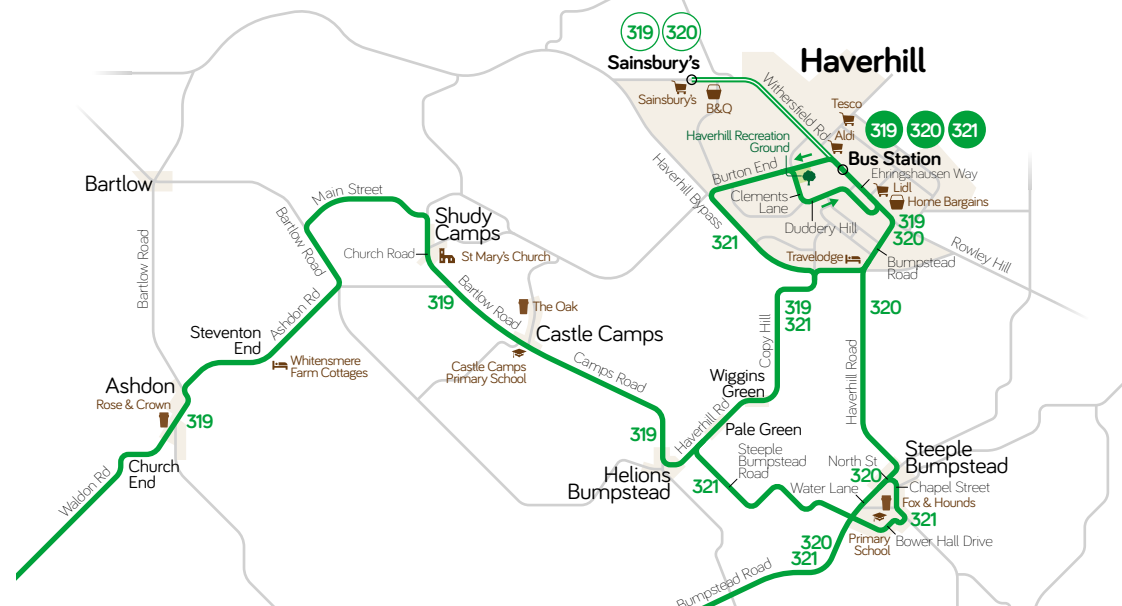 319 320
Sainsbury's
Haverhill
Sainsbury's
B&Q
Withersfield Rd
Tesco
Aldi
319 320 321
Bus Station
Haverhill Recreation
Ground
Burton End
Ehringshausen Way
Lidl
Home Bargains
Haverhill Bypass
Clements
Lane
Duddery Hill
319
320
321
Rowley Hill
Travelodge
Bumpstead
Road
Bartlow
Main Street
Bartlow Road
Bartlow Road
Shudy
Camps
Church Road
St Mary's Church
319
Bartlow Road
The Oak
Castle Camps
Castle Camps
Primary School
Camps Road
319
321
320
Copy Hill
Haverhill Road
Ashdon Rd
Steventon
End
Whitensmere
Farm Cottages
Ashdon
Rose & Crown
319
Church
End
Waldon Rd
Wiggins
Green
Haverhill Rd
319
Pale Green
Helions
Bumpstead
Steeple
Bumpstead
Road
321
Water Lane
North St
320
Steeple
Bumpstead
Chapel Street
Fox & Hounds
321
Primary
School
Bower Hall Drive
320
321
Bumpstead Road